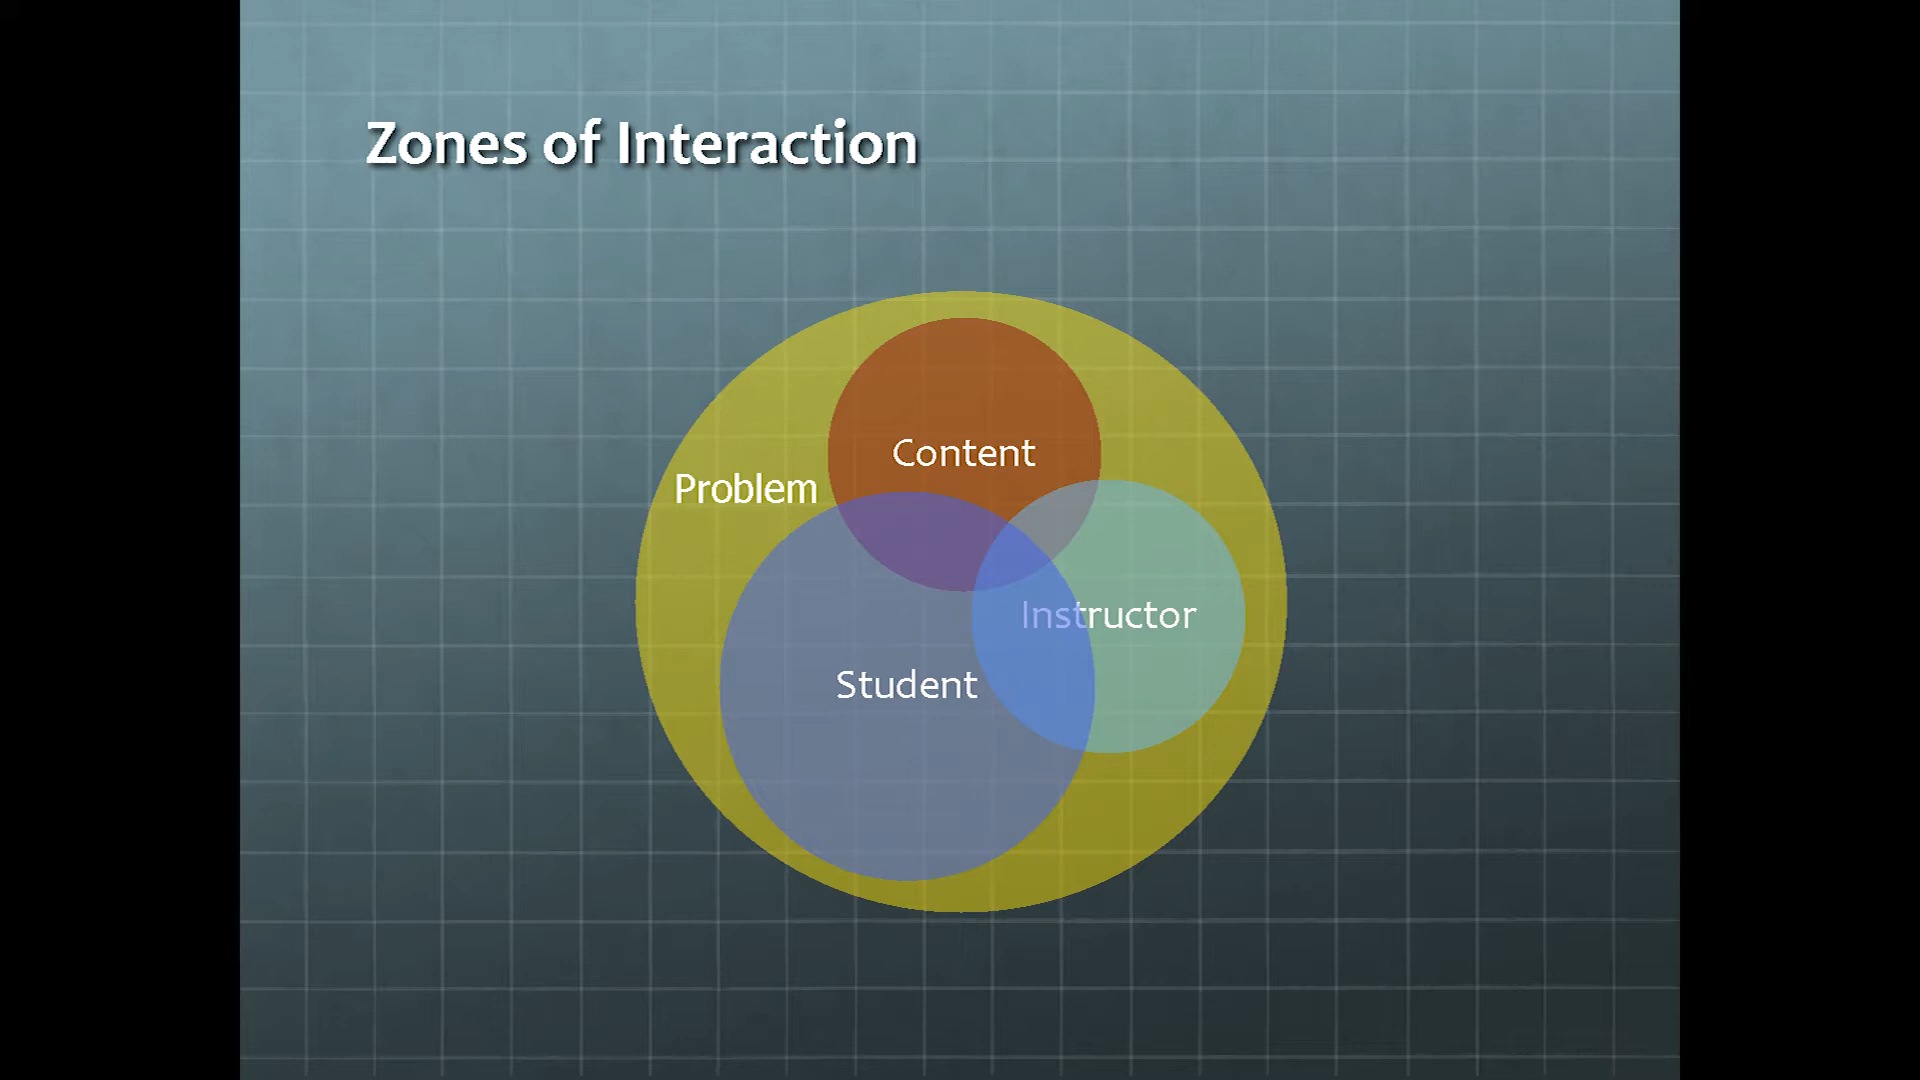 Zones of Interaction
Content
Problem
Instructor
Student